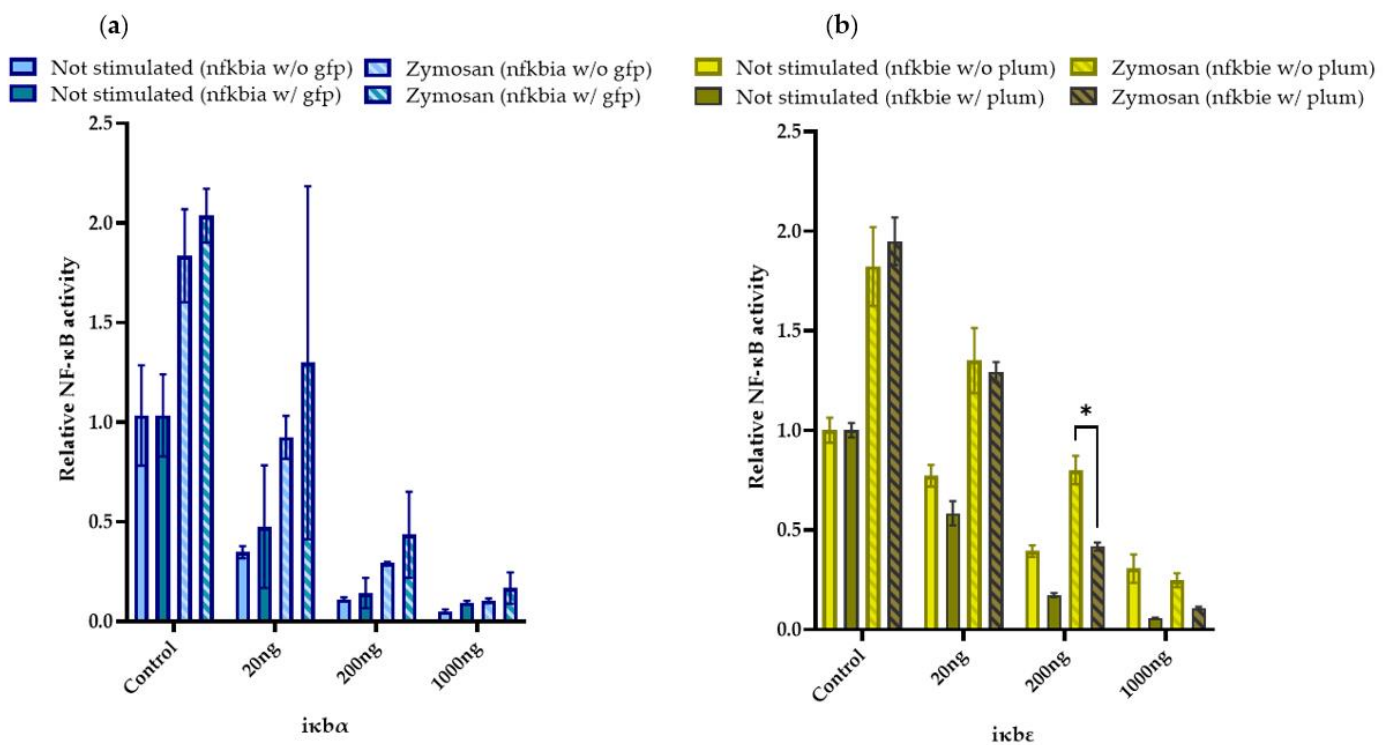 (a)
Not stimulated (nfkbia w/o gfp)
Zymosan (nfkbia w/o gfp)
Not stimulated (nfkbia w/ gfp)
Zymosan (nfkbia w/ gfp)
2.5
2.0
1.5
1.0
0.5
0.0
Relative NF-κB activity
Control
20ng
200ng
1000ng
iκbα
(b)
Not stimulated (nfkbie w/o plum)
Zymosan (nfkbie w/o plum)
Not stimulated (nfkbie w/ plum)
Zymosan (nfkbie w/ plum)
2.5
2.0
1.5
1.0
0.5
0.0
Relative NF-κB activity
*
Control
20ng
200ng
1000ng
iκbε